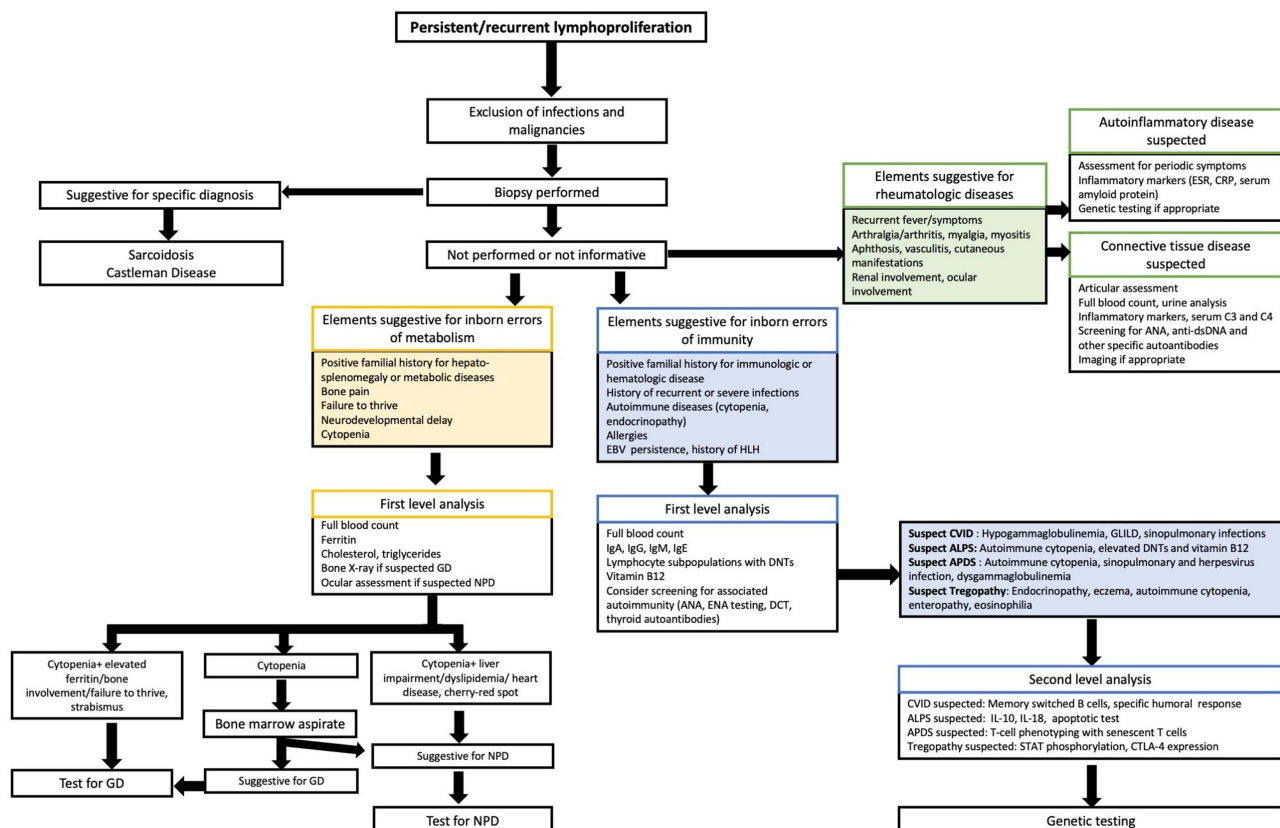 Persistent/recurrent lymphoproliferation
Exclusion of infections and
malignancies
Biopsy performed
Suggestive for specific diagnosis
Sarcoidosis
Castleman Disease
Not performed or not informative
Elements suggestive for
rheumatologic diseases
Recurrent fever/symptoms
Arthralgia/arthritis, myalgia, myositis
Aphthosis, vasculitis, cutaneous
manifestations
Renal involvement, ocular
involvement
Autoinflammatory disease
suspected
Assessment for periodic symptoms
Inflammatory markers (ESR, CRP, serum
amyloid protein)
Genetic testing if appropriate
Connective tissue disease
suspected
Articular assessment
Full blood count, urine analysis
Inflammatory markers, serum C3 and C4
Screening for ANA, anti-dsDNA and
other specific autoantibodies
Imaging if appropriate
Elements suggestive for inborn errors
of metabolism
Positive familial history for hepato-
splenomegaly or metabolic diseases
Bone pain
Failure to thrive
Neurodevelopmental delay
Cytopenia
Elements suggestive for inborn errors
of immunity
Positive familial history for immunologic or
hematologic disease
History of recurrent or severe infections
Autoimmune diseases (cytopenia,
endocrinopathy)
Allergies
EBV persistence, history of HLH
First level analysis
Full blood count
Ferritin
Cholesterol, triglycerides
Bone X-ray if suspected GD
Ocular assessment if suspected NPD
First level analysis
Full blood count
IgA, IgG, IgM, IgE
Lymphocyte subpopulations with DNTs
Vitamin B12
Consider screening for associated
autoimmunity (ANA, ENA testing, DCT,
thyroid autoantibodies)
Suspect CVID : Hypogammaglobulinemia, GLILD, sinopulmonary infections
Suspect ALPS: Autoimmune cytopenia, elevated DNTs and vitamin B12
Suspect APDS : Autoimmune cytopenia, sinopulmonary and herpesvirus
infection, dysgammaglobulinemia
Suspect Tregopathy: Endocrinopathy, eczema, autoimmune cytopenia,
enteropathy, eosinophilia
Second level analysis
CVID suspected: Memory switched B cells, specific humoral response
ALPS suspected: IL-10, IL-18, apoptotic test
APDS suspected: T-cell phenotyping with senescent T cells
Tregopathy suspected: STAT phosphorylation, CTLA-4 expression
Genetic testing
Cytopenia+ elevated
ferritin/bone
involvement/failure to thrive,
strabismus
Test for GD
Cytopenia
Bone marrow aspirate
Suggestive for GD
Cytopenia+ liver
impairment/dyslipidemia/ heart
disease, cherry-red spot
Suggestive for NPD
Test for NPD